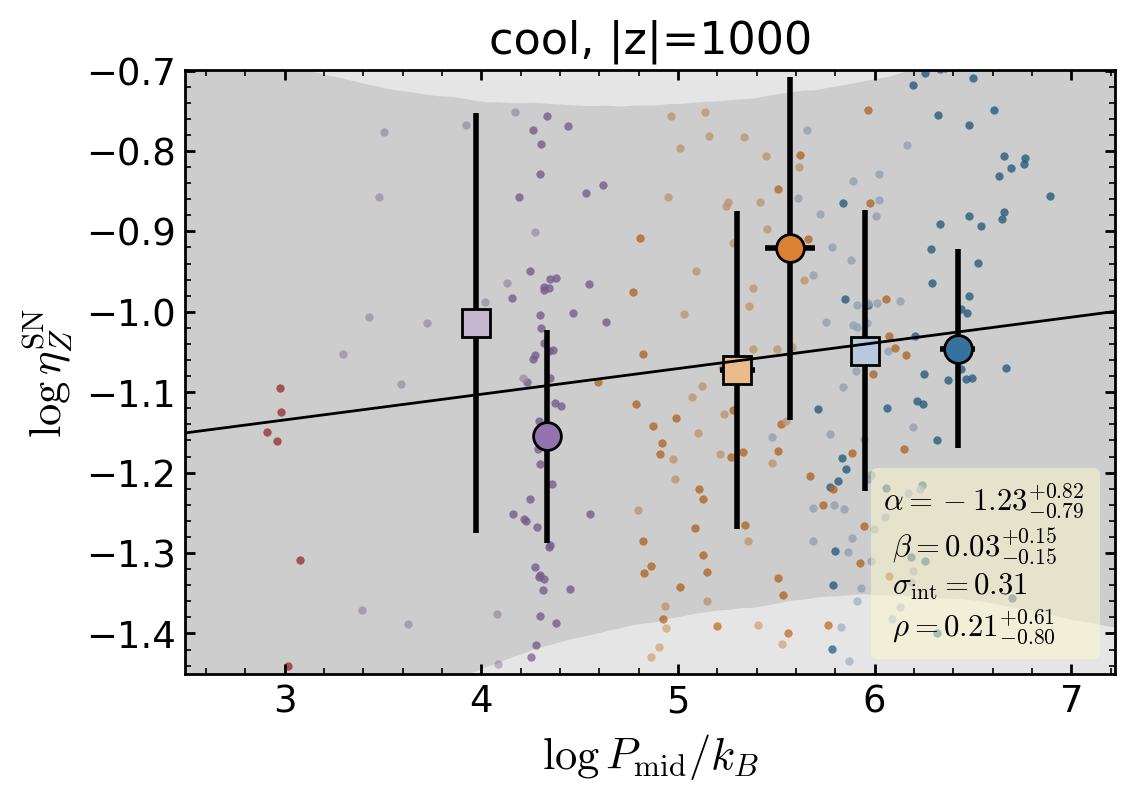 cool, |z|=1000
−0.7
−0.8
−0.9
−1.0
−1.1
−1.2
−1.3
−1.4
log η_Z^SN
α = −1.23^{+0.82}_{−0.79}
β = 0.03^{+0.15}_{−0.15}
σ_int = 0.31
ρ = 0.21^{+0.61}_{−0.80}
3 4 5 6 7
log P_mid/k_B